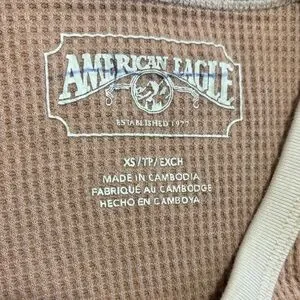 AMERICAN EAGLE
ESTABLISHED 1977
XS/TP/EXCH
MADE IN CAMBODIA
FABRIQUÉ AU CAMBODGE
HECHO EN CAMBOYA